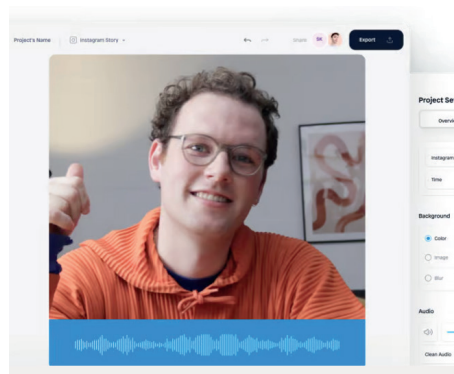 Project's Name
Instagram Story
Share
SK
Export
Project Se
Overvi
Instagram
Time
Background
Color
Image
Blur
Audio
Clean Audio